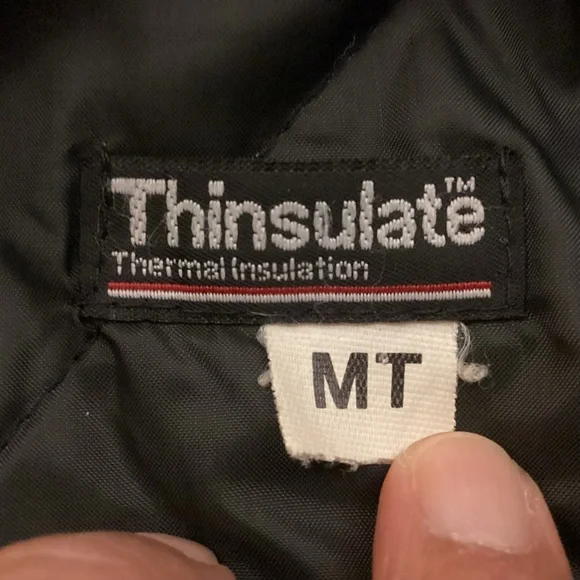 Thinsulate™
Thermal Insulation
MT